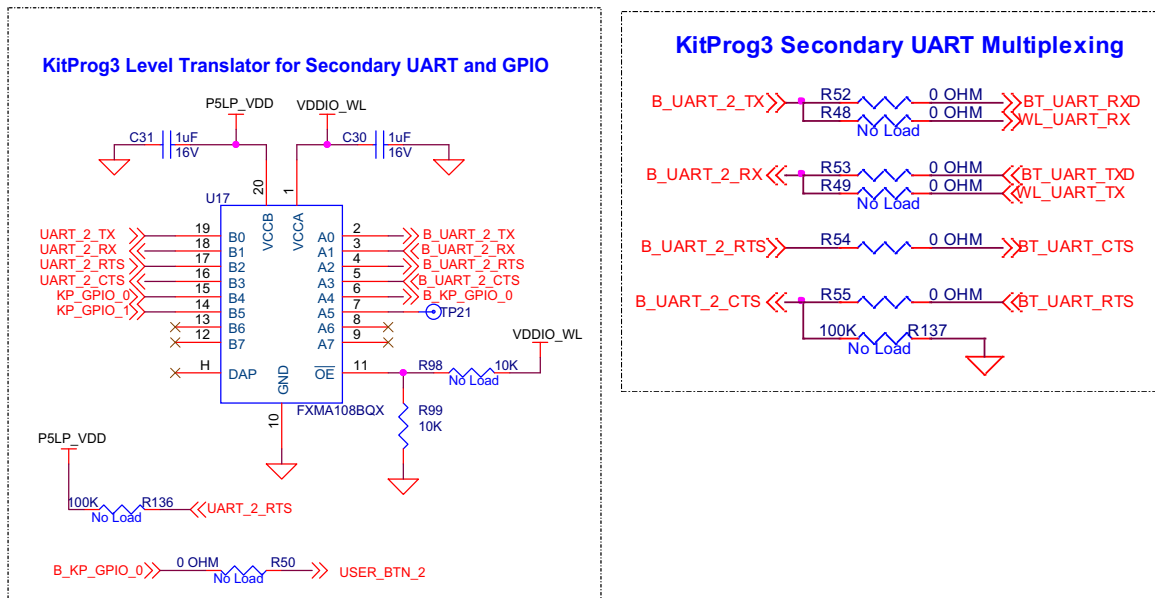 KitProg3 Level Translator for Secondary UART and GPIO
P5LP_VDD
VDDIO_WL
C31
1uF
16V
C30
1uF
16V
U17
20
1
VCCB
VCCA
UART_2_TX 19 B0 A0 2 B_UART_2_TX
UART_2_RX 18 B1 A1 3 B_UART_2_RX
UART_2_RTS 17 B2 A2 4 B_UART_2_RTS
UART_2_CTS 16 B3 A3 5 B_UART_2_CTS
KP_GPIO_0 15 B4 A4 6 B_KP_GPIO_0
KP_GPIO_1 14 B5 A5 7 TP21
13 B6 A6 8
12 B7 A7 9
VDDIO_WL
H DAP GND OE 11 R98 10K
No Load
10
FXMA108BQX
R99
10K
P5LP_VDD
100K R136 UART_2_RTS
No Load
B_KP_GPIO_0 0 OHM R50 USER_BTN_2
No Load
KitProg3 Secondary UART Multiplexing
B_UART_2_TX R52 0 OHM BT_UART_RXD
R48 0 OHM WL_UART_RX
No Load
B_UART_2_RX R53 0 OHM BT_UART_TXD
R49 0 OHM WL_UART_TX
No Load
B_UART_2_RTS R54 0 OHM BT_UART_CTS
B_UART_2_CTS R55 0 OHM BT_UART_RTS
100K R137
No Load